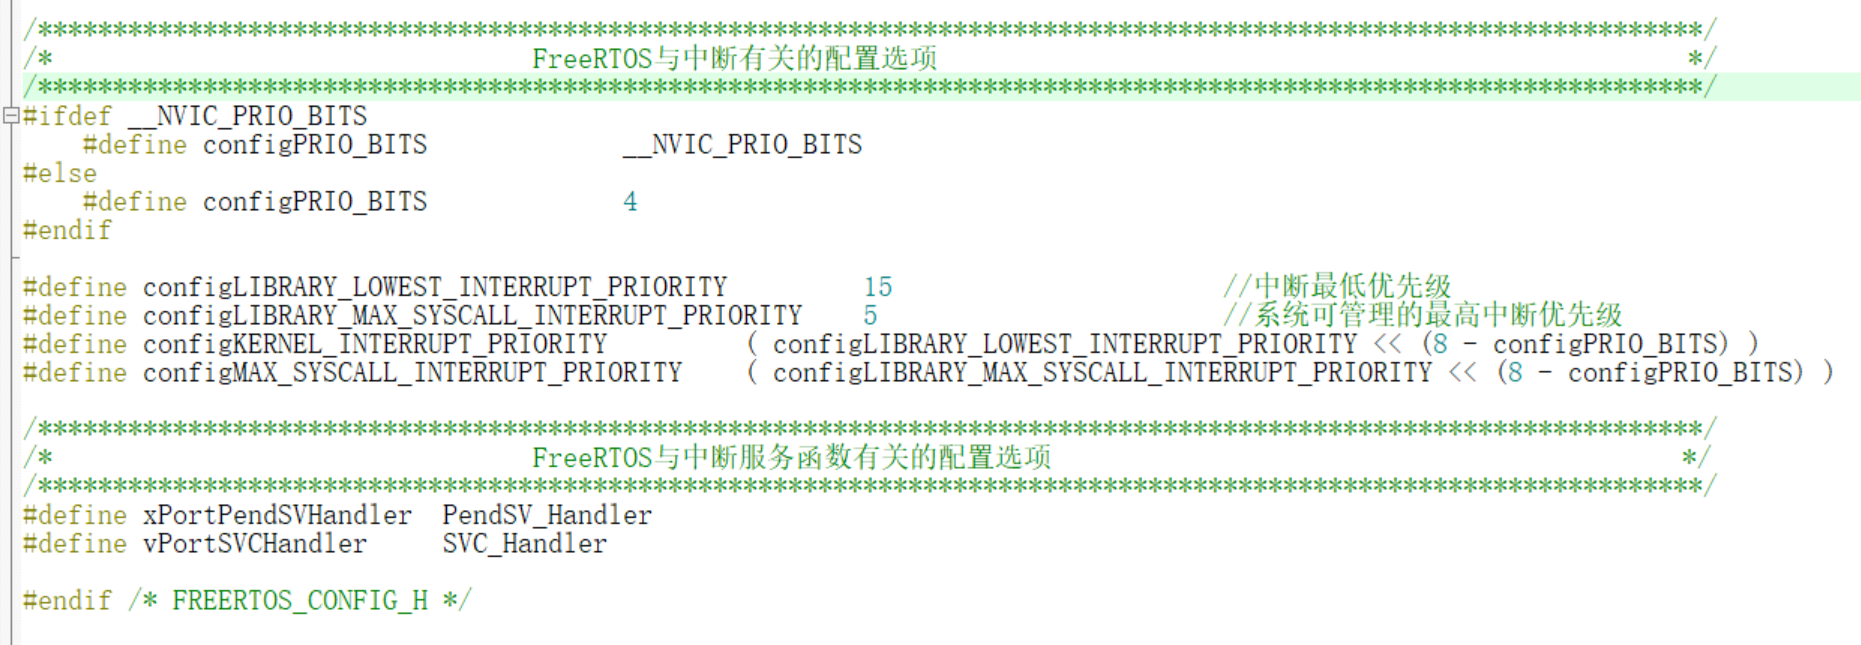 /***************************************************************************************************************/
/*                                FreeRTOS与中断有关的配置选项                                                  */
/***************************************************************************************************************/
#ifdef __NVIC_PRIO_BITS
    #define configPRIO_BITS             __NVIC_PRIO_BITS
#else
    #define configPRIO_BITS             4
#endif
#define configLIBRARY_LOWEST_INTERRUPT_PRIORITY         15                      //中断最低优先级
#define configLIBRARY_MAX_SYSCALL_INTERRUPT_PRIORITY    5                       //系统可管理的最高中断优先级
#define configKERNEL_INTERRUPT_PRIORITY         ( configLIBRARY_LOWEST_INTERRUPT_PRIORITY << (8 - configPRIO_BITS) )
#define configMAX_SYSCALL_INTERRUPT_PRIORITY    ( configLIBRARY_MAX_SYSCALL_INTERRUPT_PRIORITY << (8 - configPRIO_BITS) )
/***************************************************************************************************************/
/*                                FreeRTOS与中断服务函数有关的配置选项                                          */
/***************************************************************************************************************/
#define xPortPendSVHandler  PendSV_Handler
#define vPortSVCHandler     SVC_Handler
#endif /* FREERTOS_CONFIG_H */